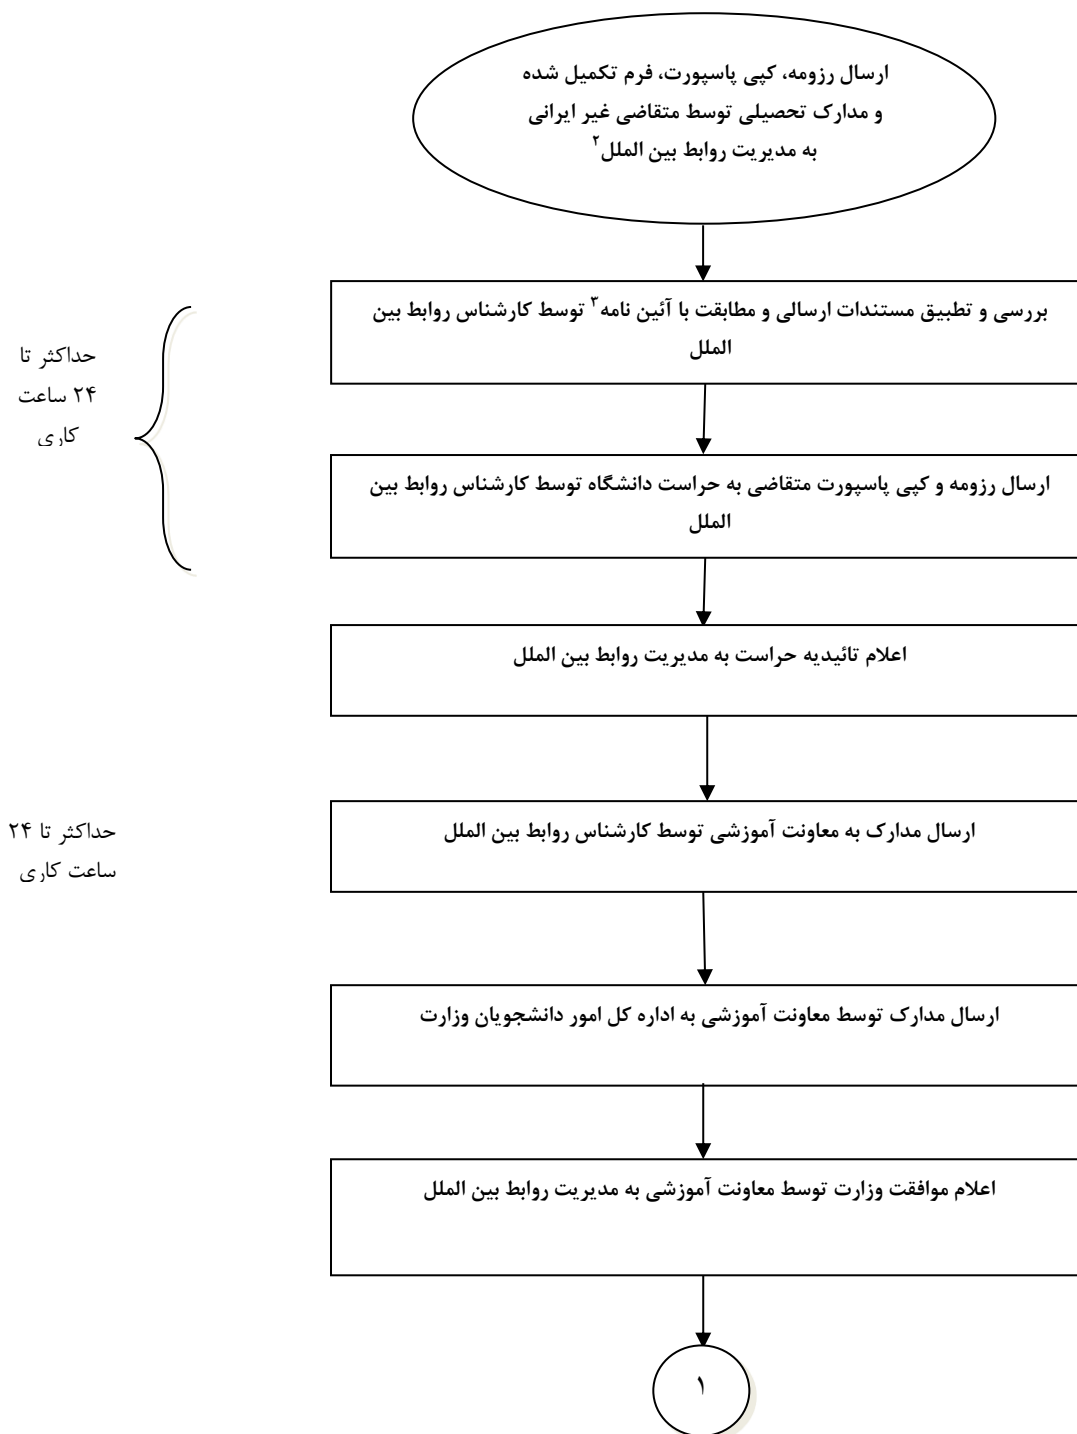 ارسال رزومه، کپی پاسپورت، فرم تکمیل شده
و مدارک تحصیلی توسط متقاضی غیر ایرانی
به مدیریت روابط بین الملل۲
بررسی و تطبیق مستندات ارسالی و مطابقت با آئین نامه۳ توسط کارشناس روابط بین
الملل
حداکثر تا
۲۴ ساعت
کاری
ارسال رزومه و کپی پاسپورت متقاضی به حراست دانشگاه توسط کارشناس روابط بین
الملل
اعلام تائیدیه حراست به مدیریت روابط بین الملل
ارسال مدارک به معاونت آموزشی توسط کارشناس روابط بین الملل
حداکثر تا ۲۴
ساعت کاری
ارسال مدارک توسط معاونت آموزشی به اداره کل امور دانشجویان وزارت
اعلام موافقت وزارت توسط معاونت آموزشی به مدیریت روابط بین الملل
۱